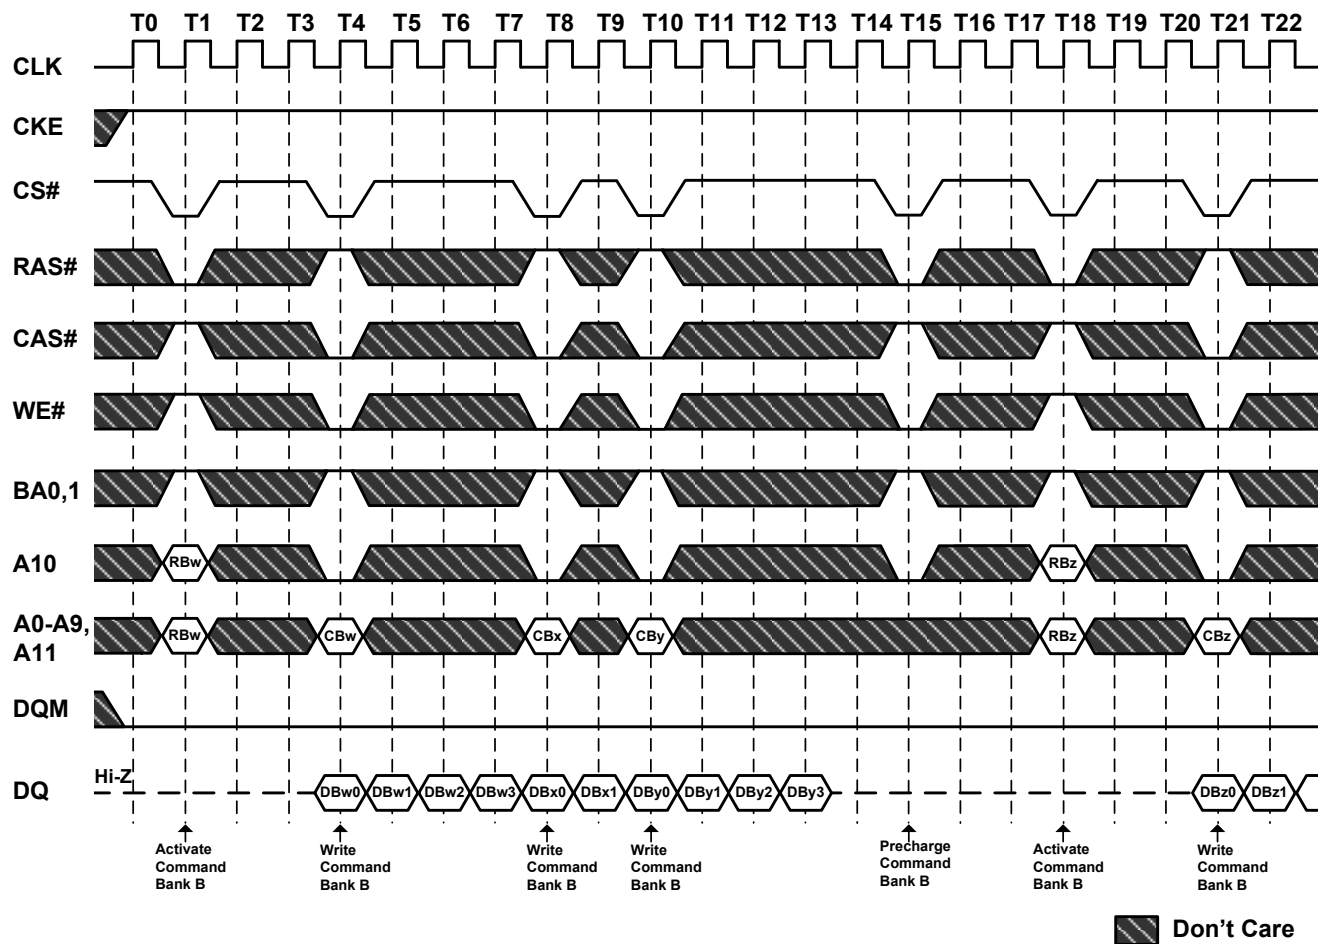 T0 T1 T2 T3 T4 T5 T6 T7 T8 T9 T10 T11 T12 T13 T14 T15 T16 T17 T18 T19 T20 T21 T22
CLK
CKE
CS#
RAS#
CAS#
WE#
BA0,1
A10
RBw
RBz
A0-A9,
A11
RBw CBw CBx CBy RBz CBz
DQM
Hi-Z
DQ
DBw0 DBw1 DBw2 DBw3 DBx0 DBx1 DBy0 DBy1 DBy2 DBy3 DBz0 DBz1
Activate
Command
Bank B
Write
Command
Bank B
Write
Command
Bank B
Write
Command
Bank B
Precharge
Command
Bank B
Activate
Command
Bank B
Write
Command
Bank B
Don't Care